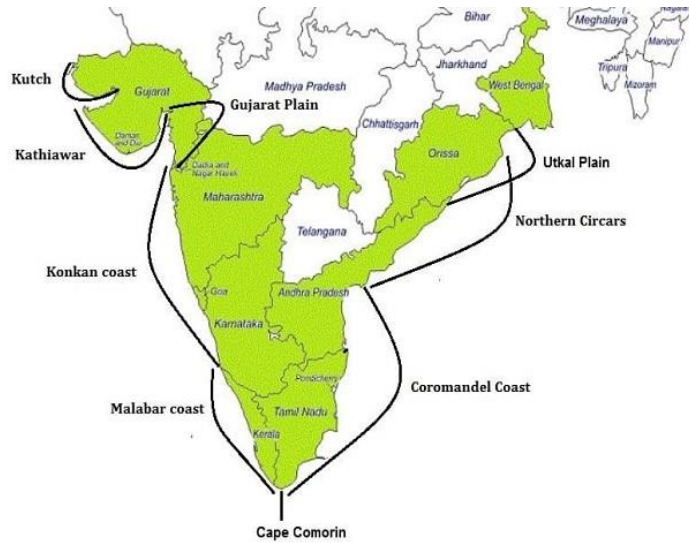 Bihar
Meghalaya
Manipur
Jharkhand
Tripura
Mizoram
Kutch
Gujarat
Madhya Pradesh
West Bengal
Gujarat Plain
Chhattisgarh
Daman
and Diu
Kathiawar
Orissa
Utkal Plain
Dadra and
Nagar Haveli
Maharashtra
Northern Circars
Telangana
Konkan coast
Goa
Andhra Pradesh
Karnataka
Pondicherry
Coromandel Coast
Malabar coast
Tamil Nadu
Kerala
Cape Comorin